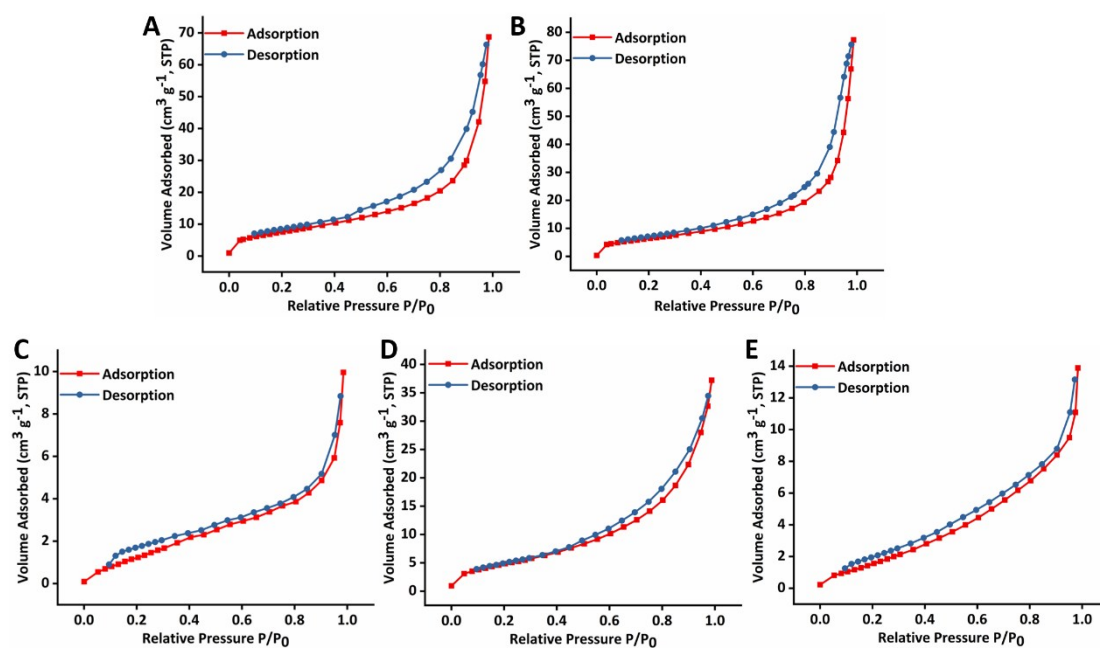 A
Volume Adsorbed (cm³ g⁻¹, STP)
70
60
50
40
30
20
10
0
Adsorption
Desorption
0.0 0.2 0.4 0.6 0.8 1.0
Relative Pressure P/P₀
B
Volume Adsorbed (cm³ g⁻¹, STP)
80
70
60
50
40
30
20
10
0
Adsorption
Desorption
0.0 0.2 0.4 0.6 0.8 1.0
Relative Pressure P/P₀
C
Volume Adsorbed (cm³ g⁻¹, STP)
10
8
6
4
2
0
Adsorption
Desorption
0.0 0.2 0.4 0.6 0.8 1.0
Relative Pressure P/P₀
D
Volume Adsorbed (cm³ g⁻¹, STP)
40
35
30
25
20
15
10
5
0
Adsorption
Desorption
0.0 0.2 0.4 0.6 0.8 1.0
Relative Pressure P/P₀
E
Volume Adsorbed (cm³ g⁻¹, STP)
14
12
10
8
6
4
2
0
Adsorption
Desorption
0.0 0.2 0.4 0.6 0.8 1.0
Relative Pressure P/P₀